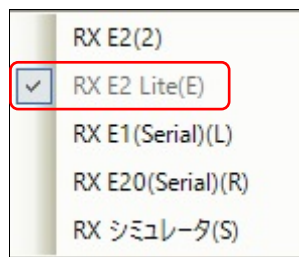 RX E2(2)
RX E2 Lite(E)
RX E1(Serial)(L)
RX E20(Serial)(R)
RX シミュレータ(S)